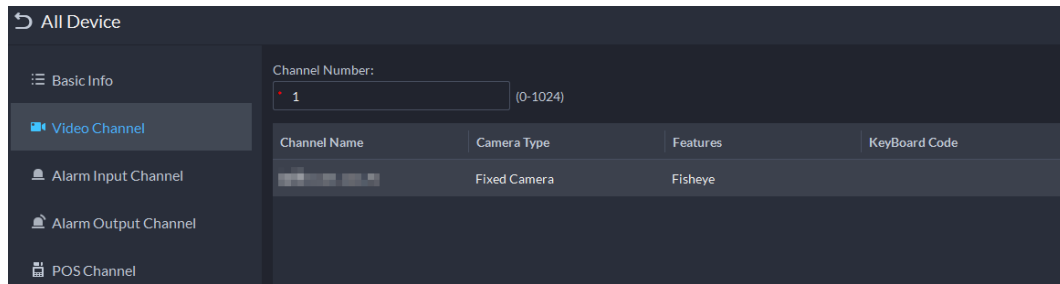 All Device
Basic Info
Video Channel
Alarm Input Channel
Alarm Output Channel
POS Channel
Channel Number:
* 1 (0-1024)
Channel Name Camera Type Features KeyBoard Code
Fixed Camera Fisheye